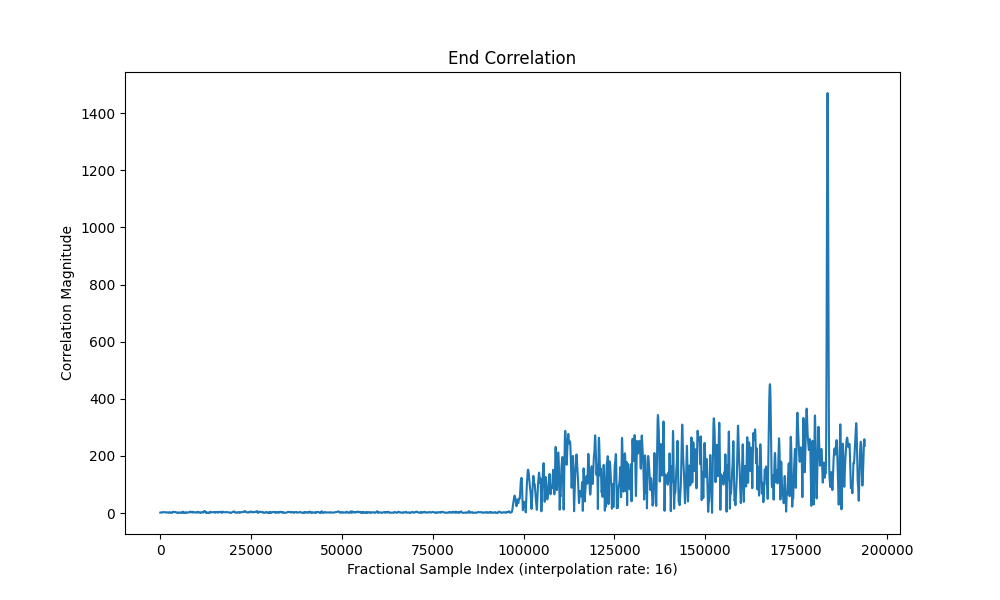 End Correlation
Correlation Magnitude
1400
1200
1000
800
600
400
200
0
0 25000 50000 75000 100000 125000 150000 175000 200000
Fractional Sample Index (interpolation rate: 16)